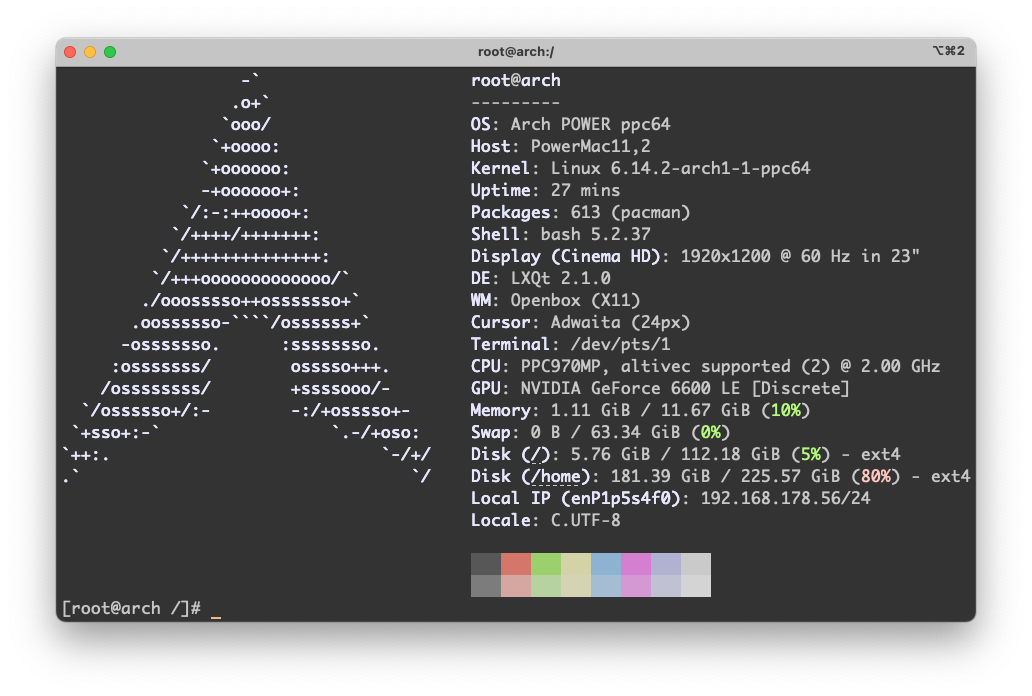 root@arch:/ ⌥⌘2
                  -`                     root@arch
                 .o+`                    ---------
                `ooo/                    OS: Arch POWER ppc64
               `+oooo:                   Host: PowerMac11,2
              `+oooooo:                  Kernel: Linux 6.14.2-arch1-1-ppc64
              -+oooooo+:                 Uptime: 27 mins
            `/:-:++oooo+:                Packages: 613 (pacman)
           `/++++/+++++++:               Shell: bash 5.2.37
          `/++++++++++++++:              Display (Cinema HD): 1920x1200 @ 60 Hz in 23"
         `/+++ooooooooooooo/`            DE: LXQt 2.1.0
        ./ooosssso++osssssso+`           WM: Openbox (X11)
       .oossssso-````/ossssss+`          Cursor: Adwaita (24px)
      -osssssso.      :ssssssso.         Terminal: /dev/pts/1
     :osssssss/        osssso+++.        CPU: PPC970MP, altivec supported (2) @ 2.00 GHz
    /ossssssss/        +ssssooo/-        GPU: NVIDIA GeForce 6600 LE [Discrete]
  `/ossssso+/:-        -:/+osssso+-      Memory: 1.11 GiB / 11.67 GiB (10%)
 `+sso+:-`                 `.-/+oso:     Swap: 0 B / 63.34 GiB (0%)
`++:.                           `-/+/    Disk (/): 5.76 GiB / 112.18 GiB (5%) - ext4
.`                                 `/    Disk (/home): 181.39 GiB / 225.57 GiB (80%) - ext4
                                         Local IP (enP1p5s4f0): 192.168.178.56/24
                                         Locale: C.UTF-8
[root@arch /]# _